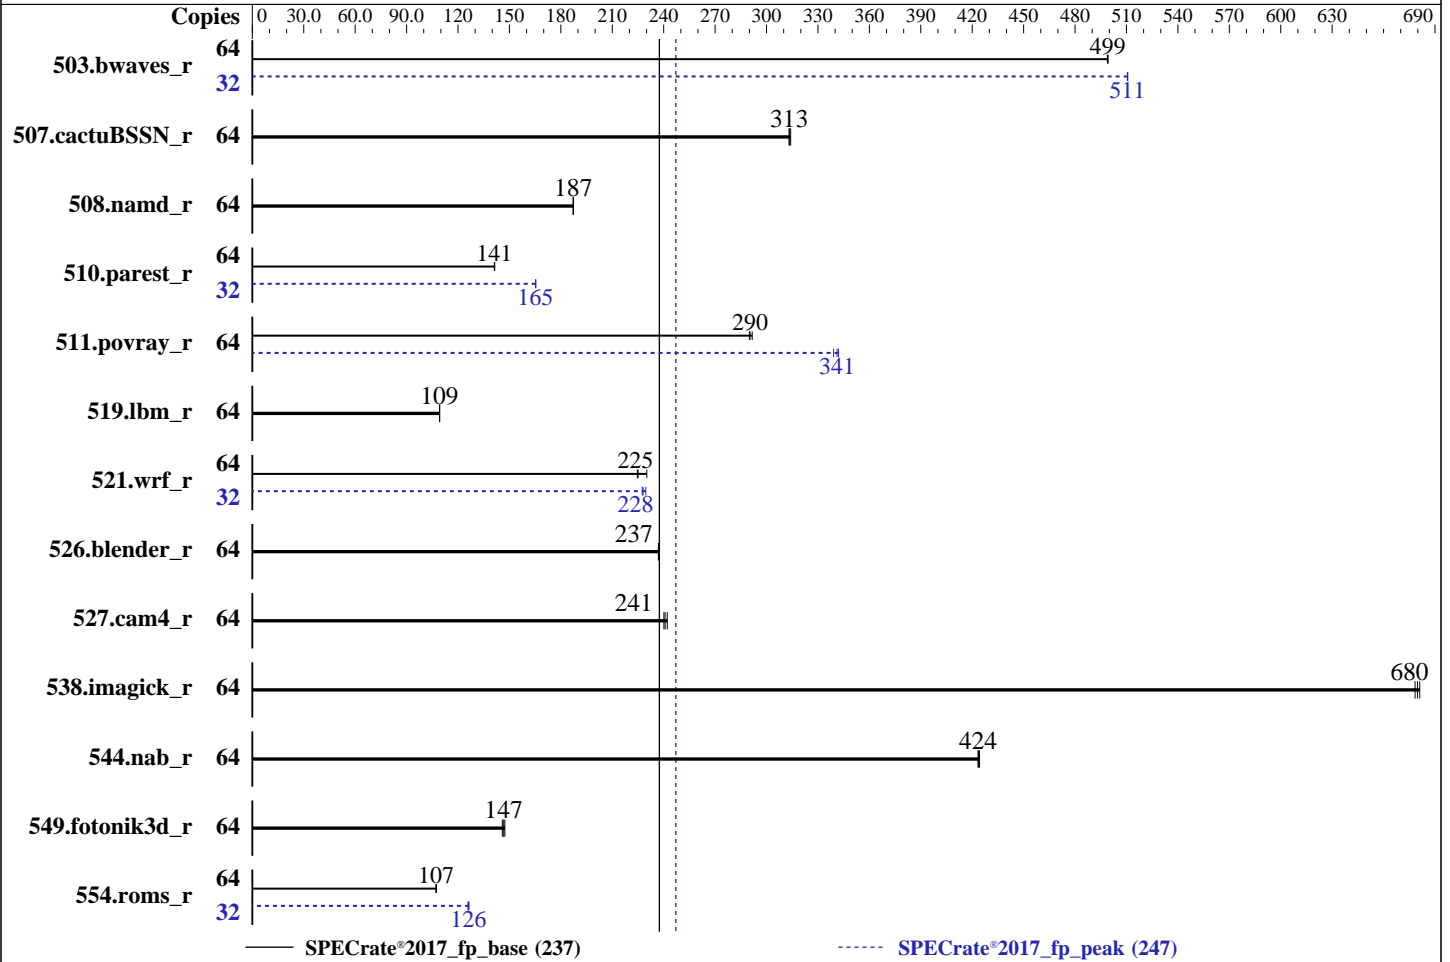 Copies 0 30.0 60.0 90.0 120 150 180 210 240 270 300 330 360 390 420 450 480 510 540 570 600 630 690
503.bwaves_r 64 499
32 511
507.cactuBSSN_r 64 313
508.namd_r 64 187
510.parest_r 64 141
32 165
511.povray_r 64 290
341
519.lbm_r 64 109
521.wrf_r 64 225
32 228
526.blender_r 64 237
527.cam4_r 64 241
538.imagick_r 64 680
544.nab_r 64 424
549.fotonik3d_r 64 147
554.roms_r 64 107
32 126
SPECrate®2017_fp_base (237) SPECrate®2017_fp_peak (247)